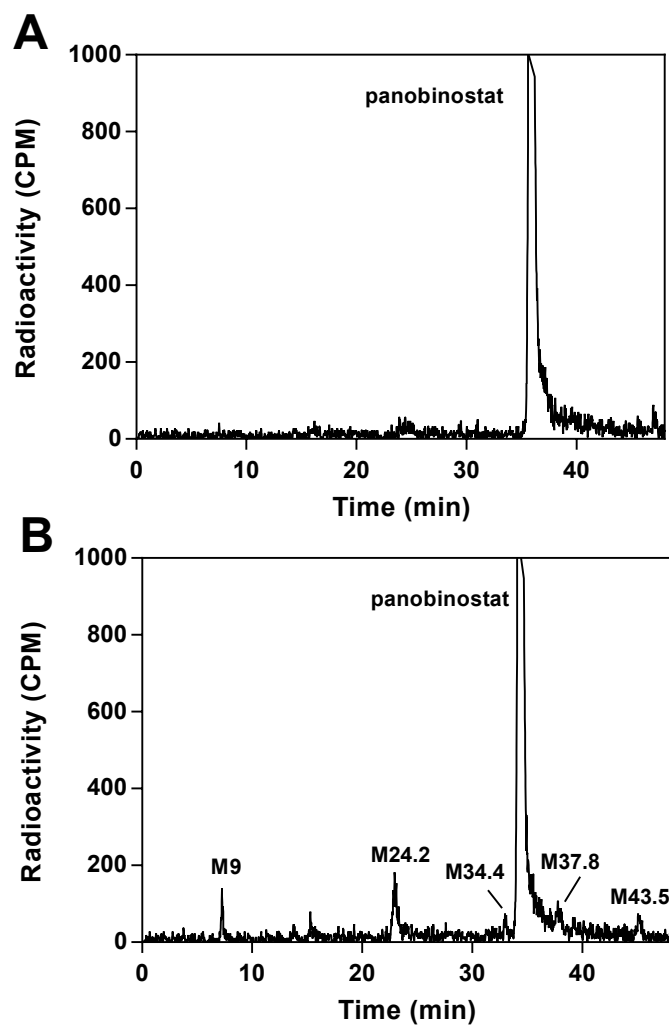 A
1000
800
600
400
200
0
Radioactivity (CPM)
panobinostat
0 10 20 30 40
Time (min)
B
1000
800
600
400
200
0
Radioactivity (CPM)
panobinostat
M9
M24.2
M34.4
M37.8
M43.5
0 10 20 30 40
Time (min)